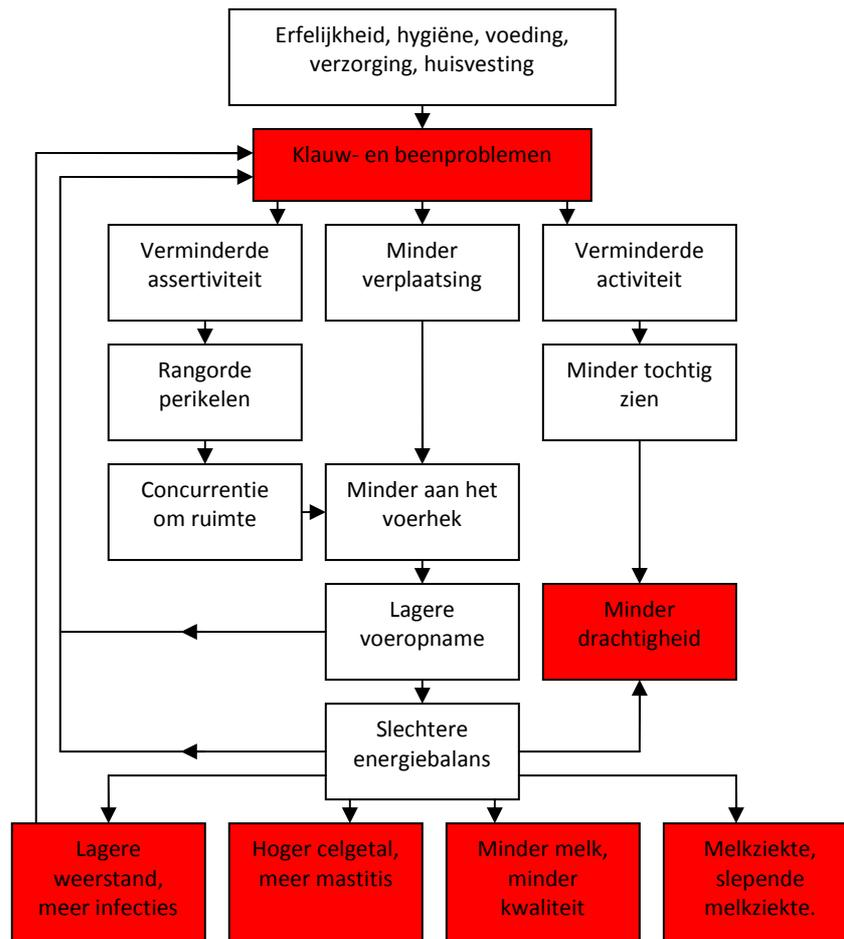 Erfelijkheid, hygiëne, voeding,
verzorging, huisvesting
Klauw- en beenproblemen
Verminderde
assertiviteit
Minder
verplaatsing
Verminderde
activiteit
Rangorde
perikelen
Minder tochtig
zien
Concurrentie
om ruimte
Minder aan het
voerhek
Lagere
voeropname
Minder
drachtigheid
Slechtere
energiebalans
Lagere
weerstand,
meer infecties
Hoger celgetal,
meer mastitis
Minder melk,
minder
kwaliteit
Melkziekte,
slepende
melkziekte.